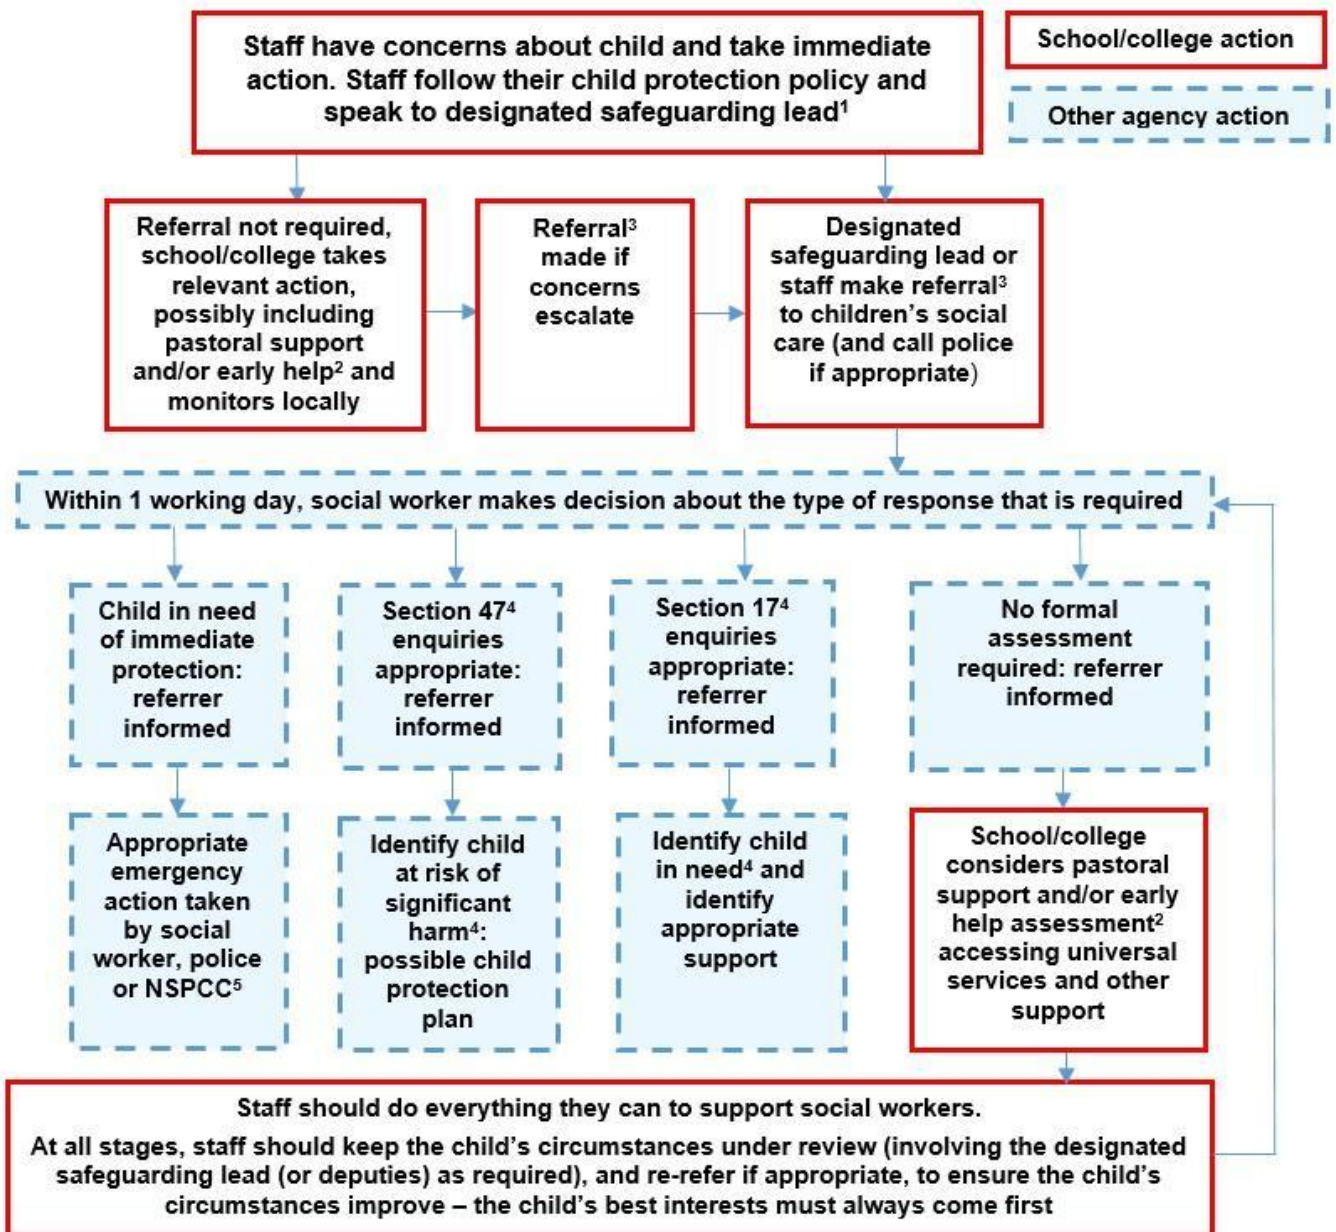 Staff have concerns about child and take immediate
action. Staff follow their child protection policy and
speak to designated safeguarding lead¹
School/college action
Other agency action
Referral not required,
school/college takes
relevant action,
possibly including
pastoral support
and/or early help² and
monitors locally
Referral³
made if
concerns
escalate
Designated
safeguarding lead or
staff make referral³
to children’s social
care (and call police
if appropriate)
Within 1 working day, social worker makes decision about the type of response that is required
Child in need
of immediate
protection:
referrer
informed
Section 47⁴
enquiries
appropriate:
referrer
informed
Section 17⁴
enquiries
appropriate:
referrer
informed
No formal
assessment
required: referrer
informed
Appropriate
emergency
action taken
by social
worker, police
or NSPCC⁵
Identify child
at risk of
significant
harm⁴:
possible child
protection
plan
Identify child
in need⁴ and
identify
appropriate
support
School/college
considers pastoral
support and/or early
help assessment²
accessing universal
services and other
support
Staff should do everything they can to support social workers.
At all stages, staff should keep the child’s circumstances under review (involving the designated
safeguarding lead (or deputies) as required), and re-refer if appropriate, to ensure the child’s
circumstances improve – the child’s best interests must always come first